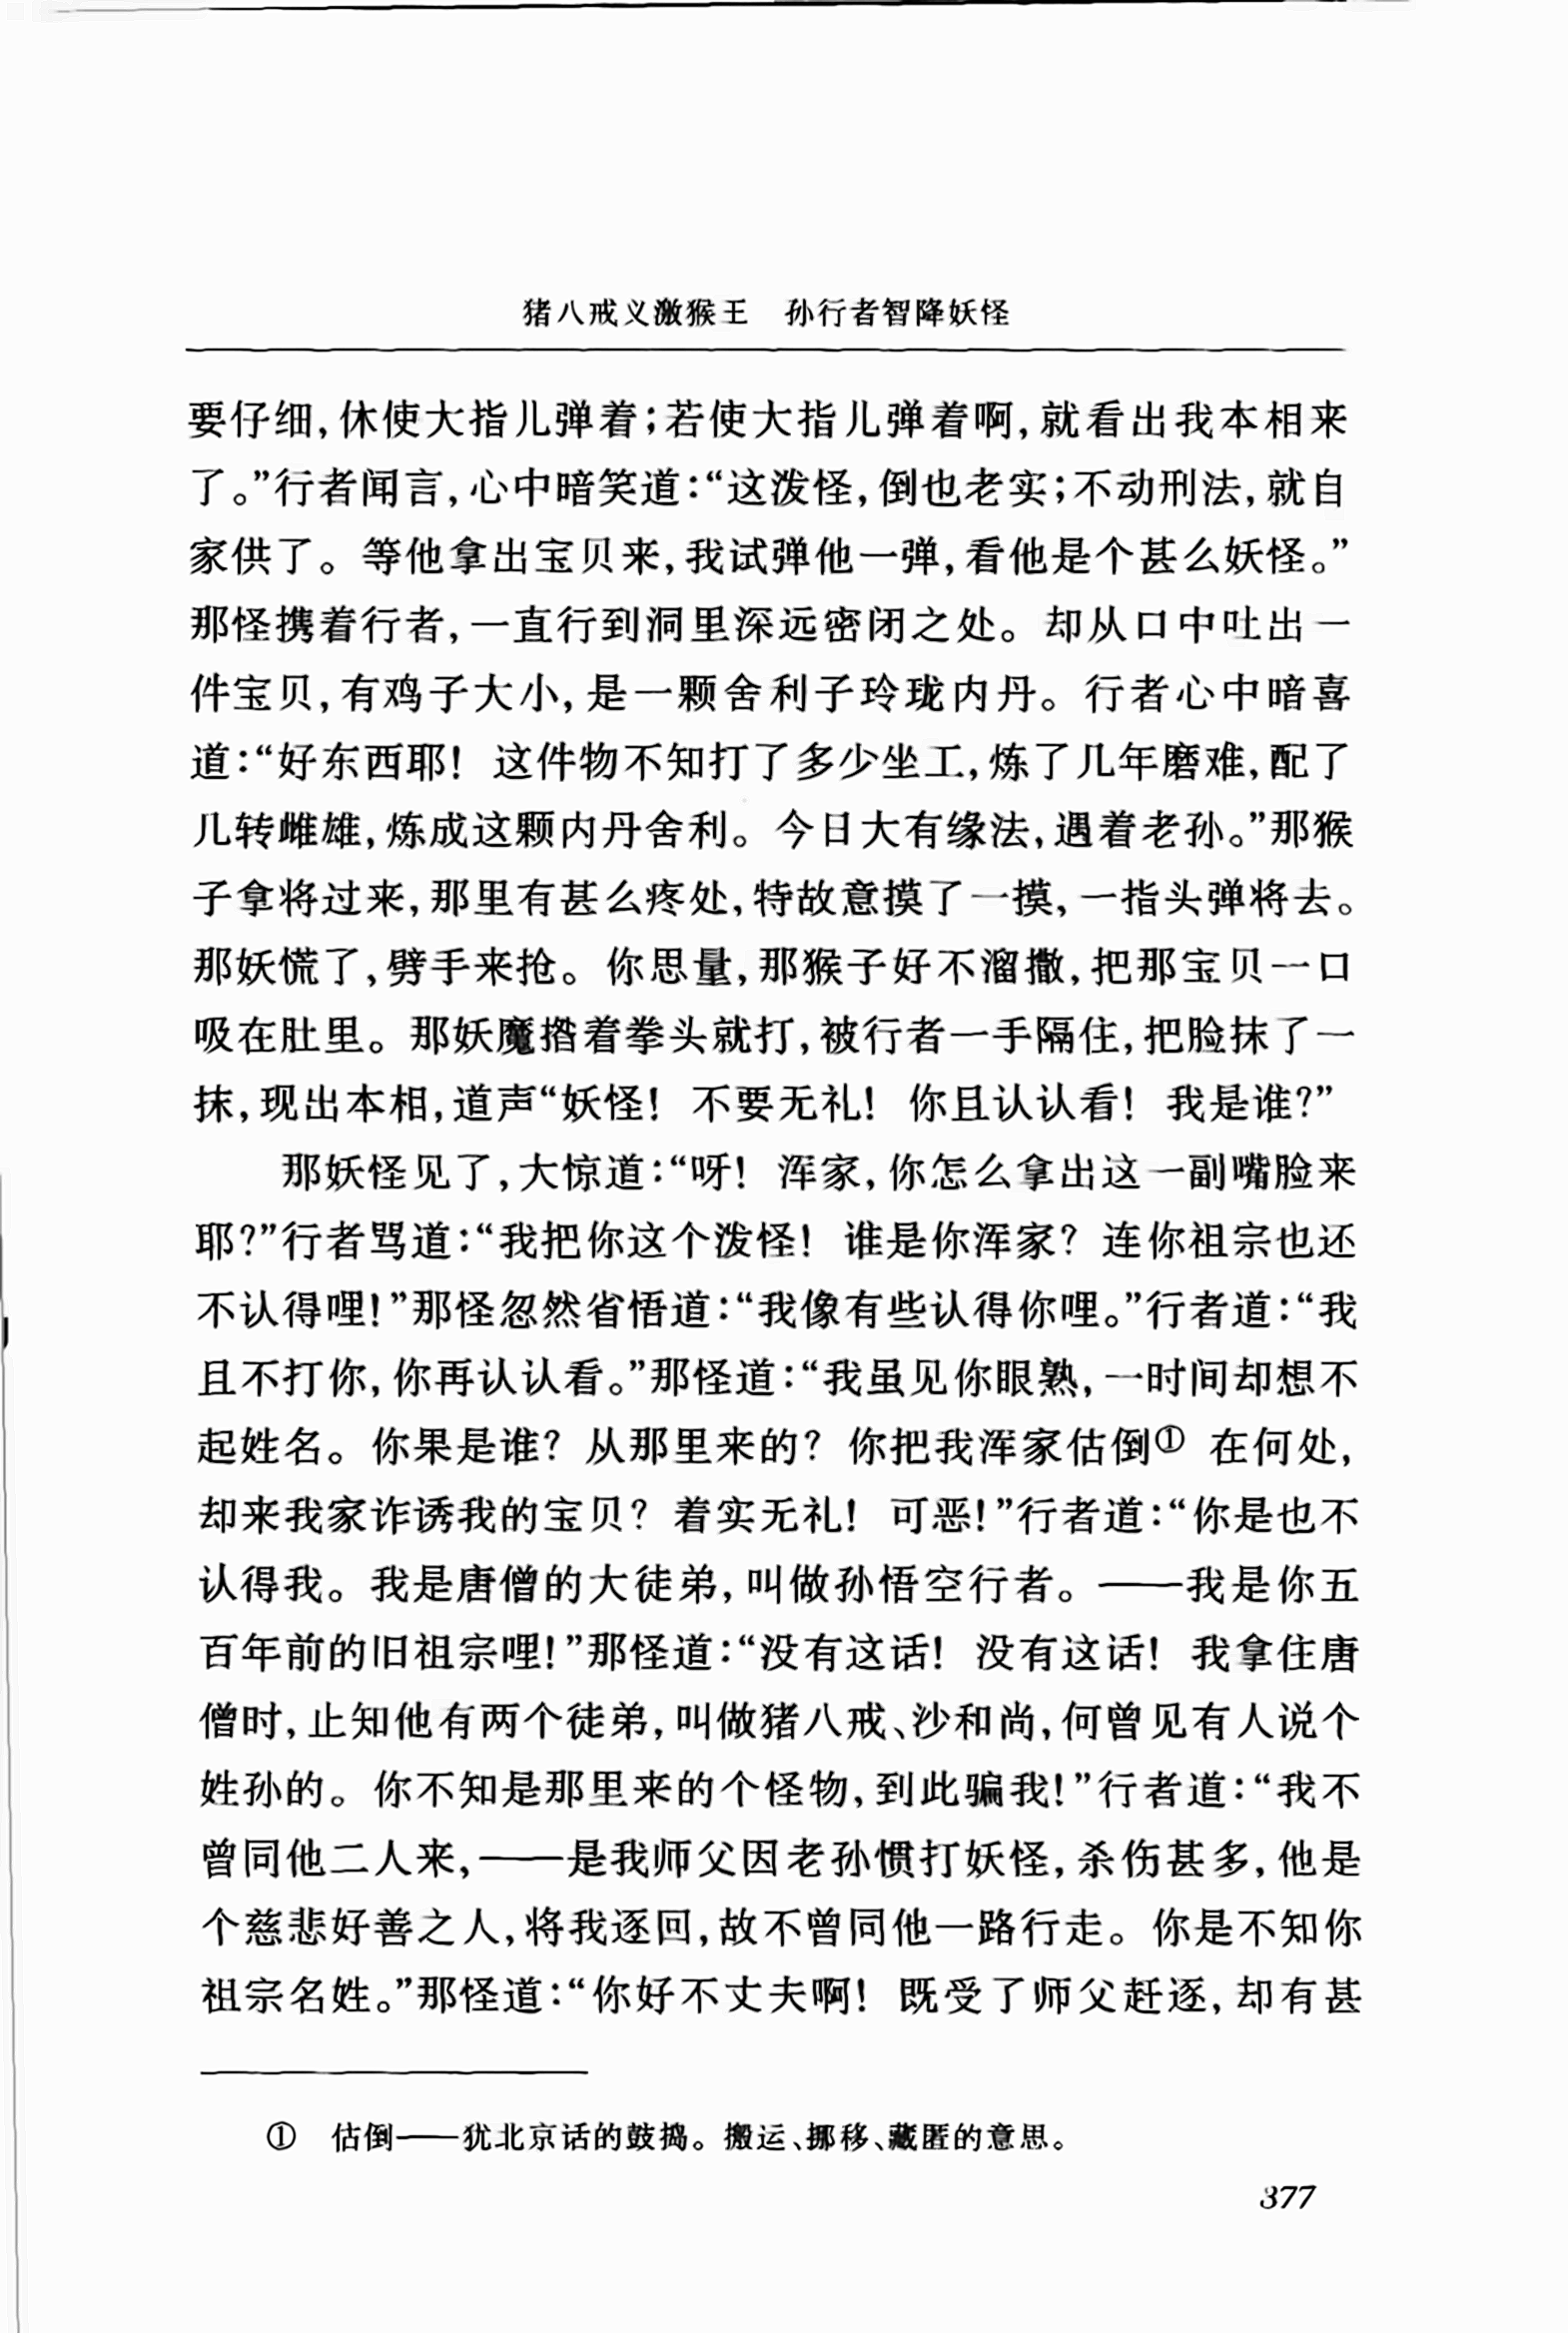 猪八戒义激猴王　孙行者智降妖怪
要仔细,休使大指儿弹着;若使大指儿弹着啊,就看出我本相来
了。”行者闻言,心中暗笑道:“这泼怪,倒也老实;不动刑法,就自
家供了。等他拿出宝贝来,我试弹他一弹,看他是个甚么妖怪。”
那怪携着行者,一直行到洞里深远密闭之处。却从口中吐出一
件宝贝,有鸡子大小,是一颗舍利子玲珑内丹。行者心中暗喜
道:“好东西耶! 这件物不知打了多少坐工,炼了几年磨难,配了
几转雌雄,炼成这颗内丹舍利。今日大有缘法,遇着老孙。”那猴
子拿将过来,那里有甚么疼处,特故意摸了一摸,一指头弹将去。
那妖慌了,劈手来抢。你思量,那猴子好不溜撒,把那宝贝一口
吸在肚里。那妖魔揝着拳头就打,被行者一手隔住,把脸抹了一
抹,现出本相,道声“妖怪! 不要无礼! 你且认认看! 我是谁?”
那妖怪见了,大惊道:“呀! 浑家,你怎么拿出这一副嘴脸来
耶?”行者骂道:“我把你这个泼怪! 谁是你浑家? 连你祖宗也还
不认得哩!”那怪忽然省悟道:“我像有些认得你哩。”行者道:“我
且不打你,你再认认看。”那怪道:“我虽见你眼熟,一时间却想不
起姓名。你果是谁? 从那里来的? 你把我浑家估倒① 在何处,
却来我家诈诱我的宝贝? 着实无礼! 可恶!”行者道:“你是也不
认得我。我是唐僧的大徒弟,叫做孙悟空行者。——我是你五
百年前的旧祖宗哩!”那怪道:“没有这话! 没有这话! 我拿住唐
僧时,止知他有两个徒弟,叫做猪八戒、沙和尚,何曾见有人说个
姓孙的。你不知是那里来的个怪物,到此骗我!”行者道:“我不
曾同他二人来,——是我师父因老孙惯打妖怪,杀伤甚多,他是
个慈悲好善之人,将我逐回,故不曾同他一路行走。你是不知你
祖宗名姓。”那怪道:“你好不丈夫啊! 既受了师父赶逐,却有甚
①　估倒——犹北京话的鼓捣。搬运、挪移、藏匿的意思。
377